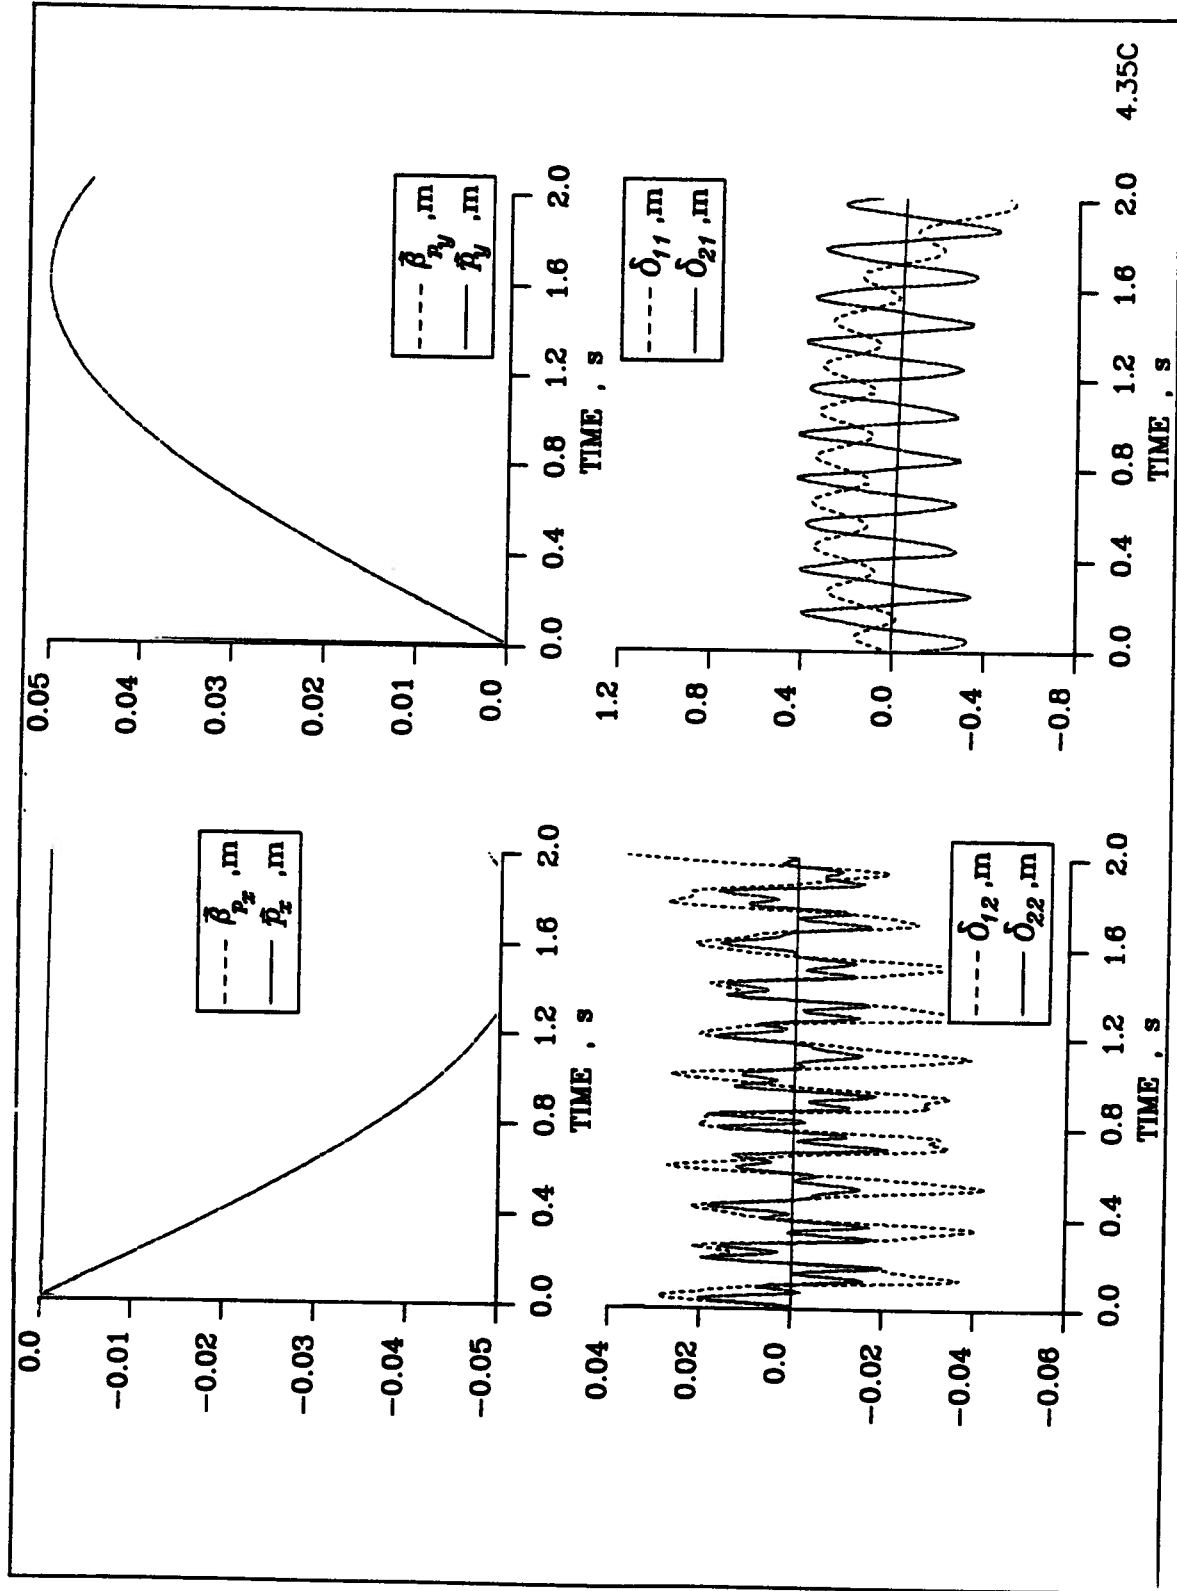 0.0
-0.01
-0.02
-0.03
-0.04
-0.05
0.0 0.4 0.8 1.2 1.6 2.0
TIME , s
β̄_{p_x} ,m
p̄_x ,m
0.05
0.04
0.03
0.02
0.01
0.0
0.0 0.4 0.8 1.2 1.6 2.0
TIME , s
β̄_{p_y} ,m
p̄_y ,m
0.04
0.02
0.0
-0.02
-0.04
-0.06
0.0 0.4 0.8 1.2 1.6 2.0
TIME , s
δ_{12} ,m
δ_{22} ,m
1.2
0.8
0.4
0.0
-0.4
-0.8
0.0 0.4 0.8 1.2 1.6 2.0
TIME , s
δ_{11} ,m
δ_{21} ,m
4.35C